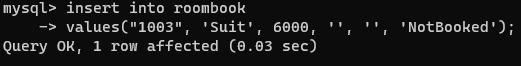 mysql> insert into roombook
    -> values("1003", 'Suit', 6000, '', '', 'NotBooked');
Query OK, 1 row affected (0.03 sec)